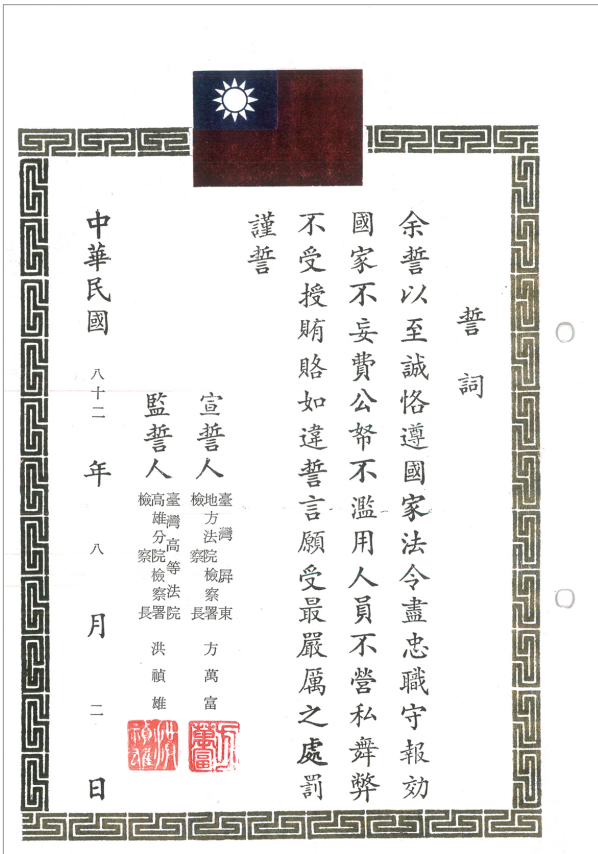 誓詞
余誓以至誠恪遵國家法令盡忠職守報効
國家不妄費公帑不濫用人員不營私舞弊
不受授賄賂如違誓言願受最嚴厲之處罰
謹誓
宣誓人
臺灣屏東
地方法院檢察署
檢察長
方萬富
監誓人
臺灣高等法院
高雄分院檢察署
檢察長
洪禎雄
中華民國八十二年八月二日